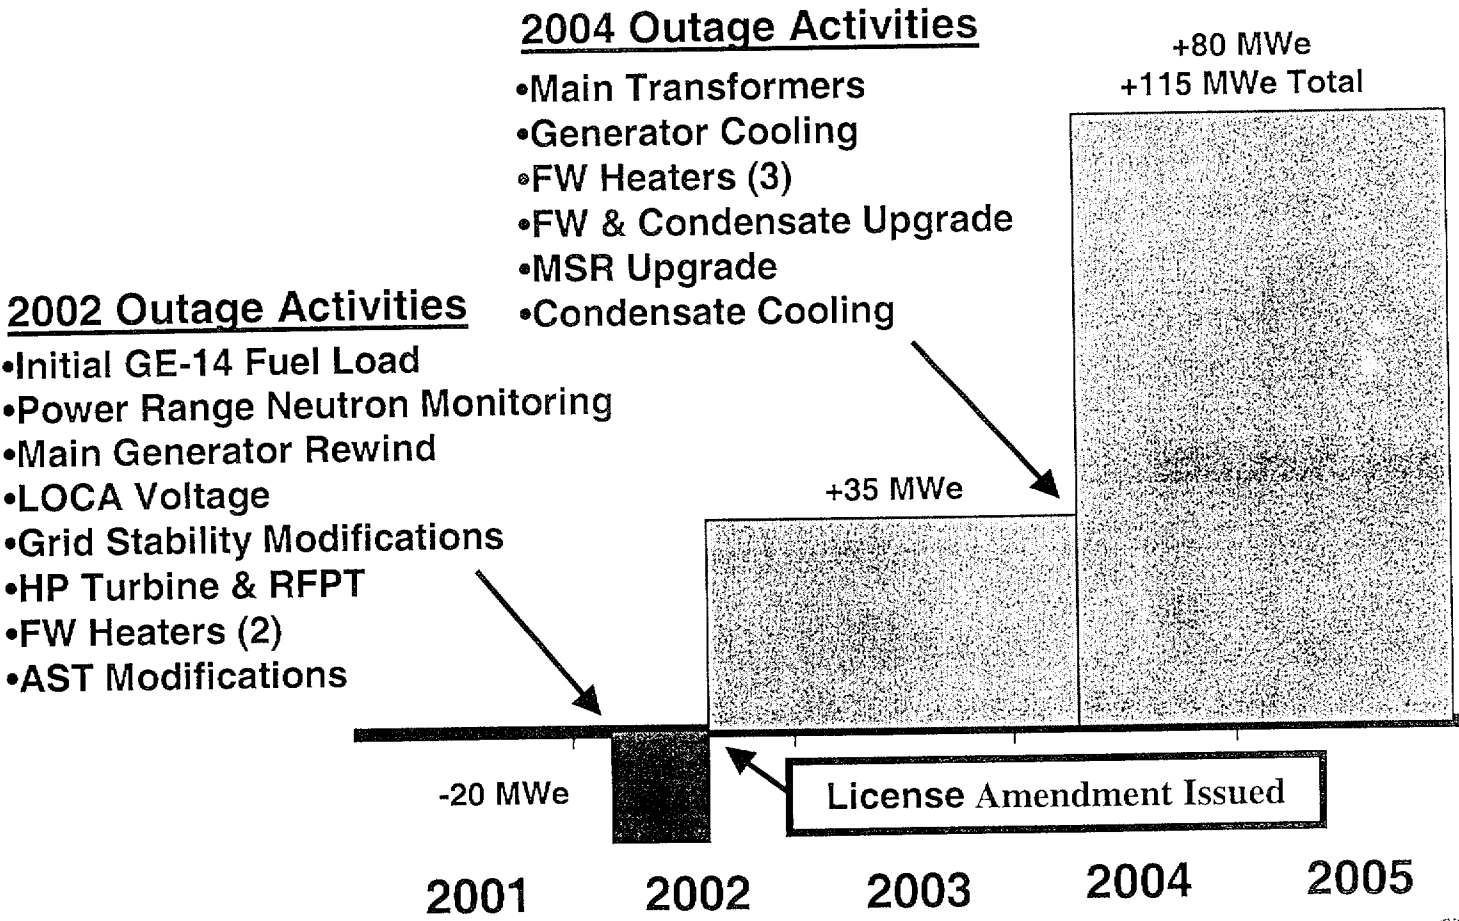 2004 Outage Activities
•Main Transformers
•Generator Cooling
•FW Heaters (3)
•FW & Condensate Upgrade
•MSR Upgrade
•Condensate Cooling
+80 MWe
+115 MWe Total
2002 Outage Activities
•Initial GE-14 Fuel Load
•Power Range Neutron Monitoring
•Main Generator Rewind
•LOCA Voltage
•Grid Stability Modifications
•HP Turbine & RFPT
•FW Heaters (2)
•AST Modifications
+35 MWe
-20 MWe
License Amendment Issued
2001 2002 2003 2004 2005